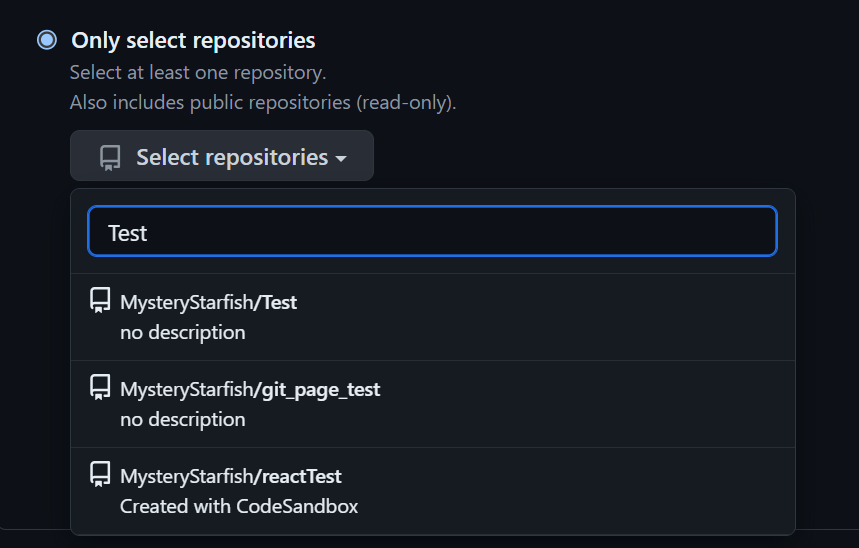 Only select repositories
Select at least one repository.
Also includes public repositories (read-only).
Select repositories
Test
MysteryStarfish/Test
no description
MysteryStarfish/git_page_test
no description
MysteryStarfish/reactTest
Created with CodeSandbox